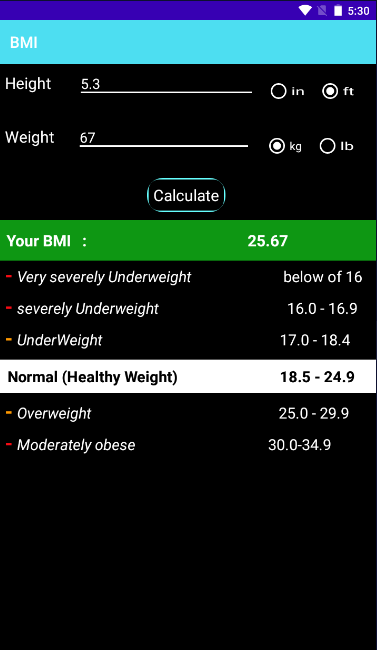 5:30
BMI
Height 5.3 in ft
Weight 67 kg lb
Calculate
Your BMI : 25.67
- Very severely Underweight below of 16
- severely Underweight 16.0 - 16.9
- UnderWeight 17.0 - 18.4
Normal (Healthy Weight) 18.5 - 24.9
- Overweight 25.0 - 29.9
- Moderately obese 30.0-34.9